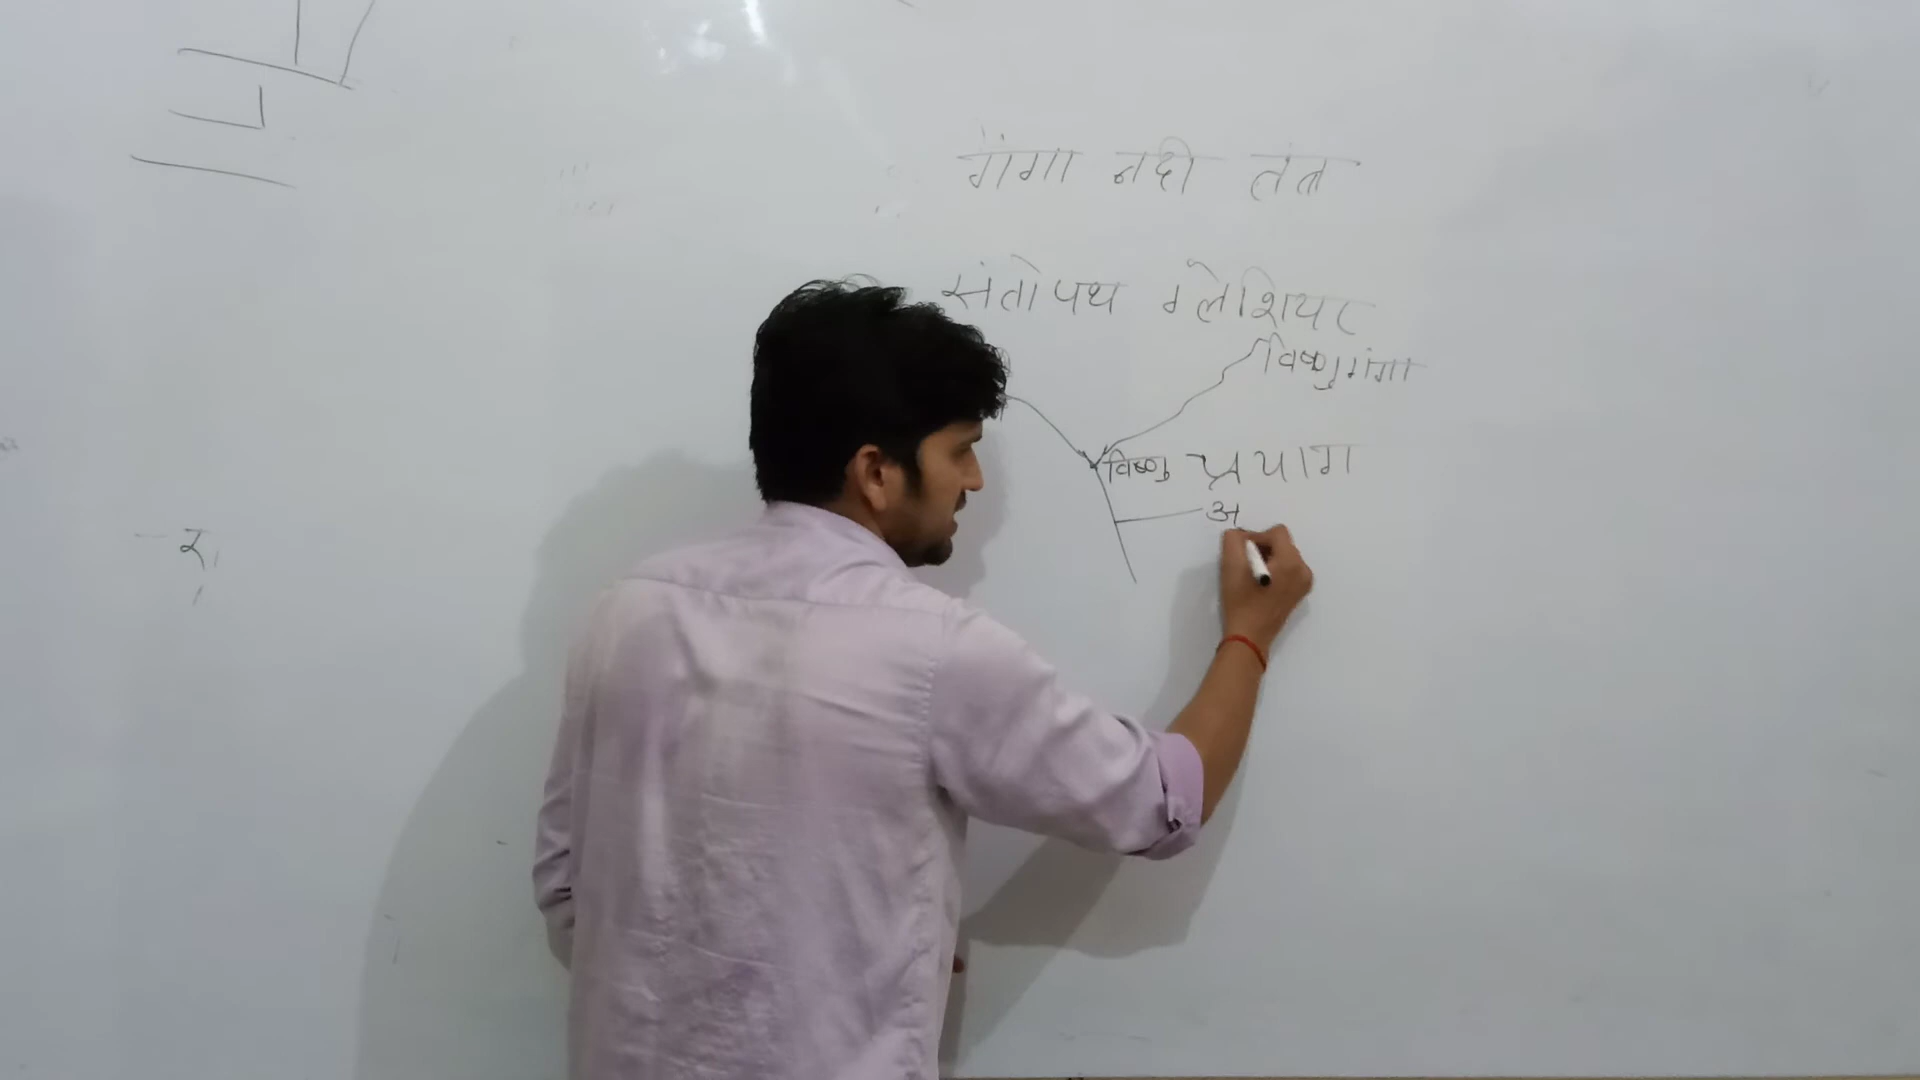 गंगा नदी तंत्र
संतोपथ ग्लेशियर
विष्णुगंगा
विष्णु प्रयाग
अ